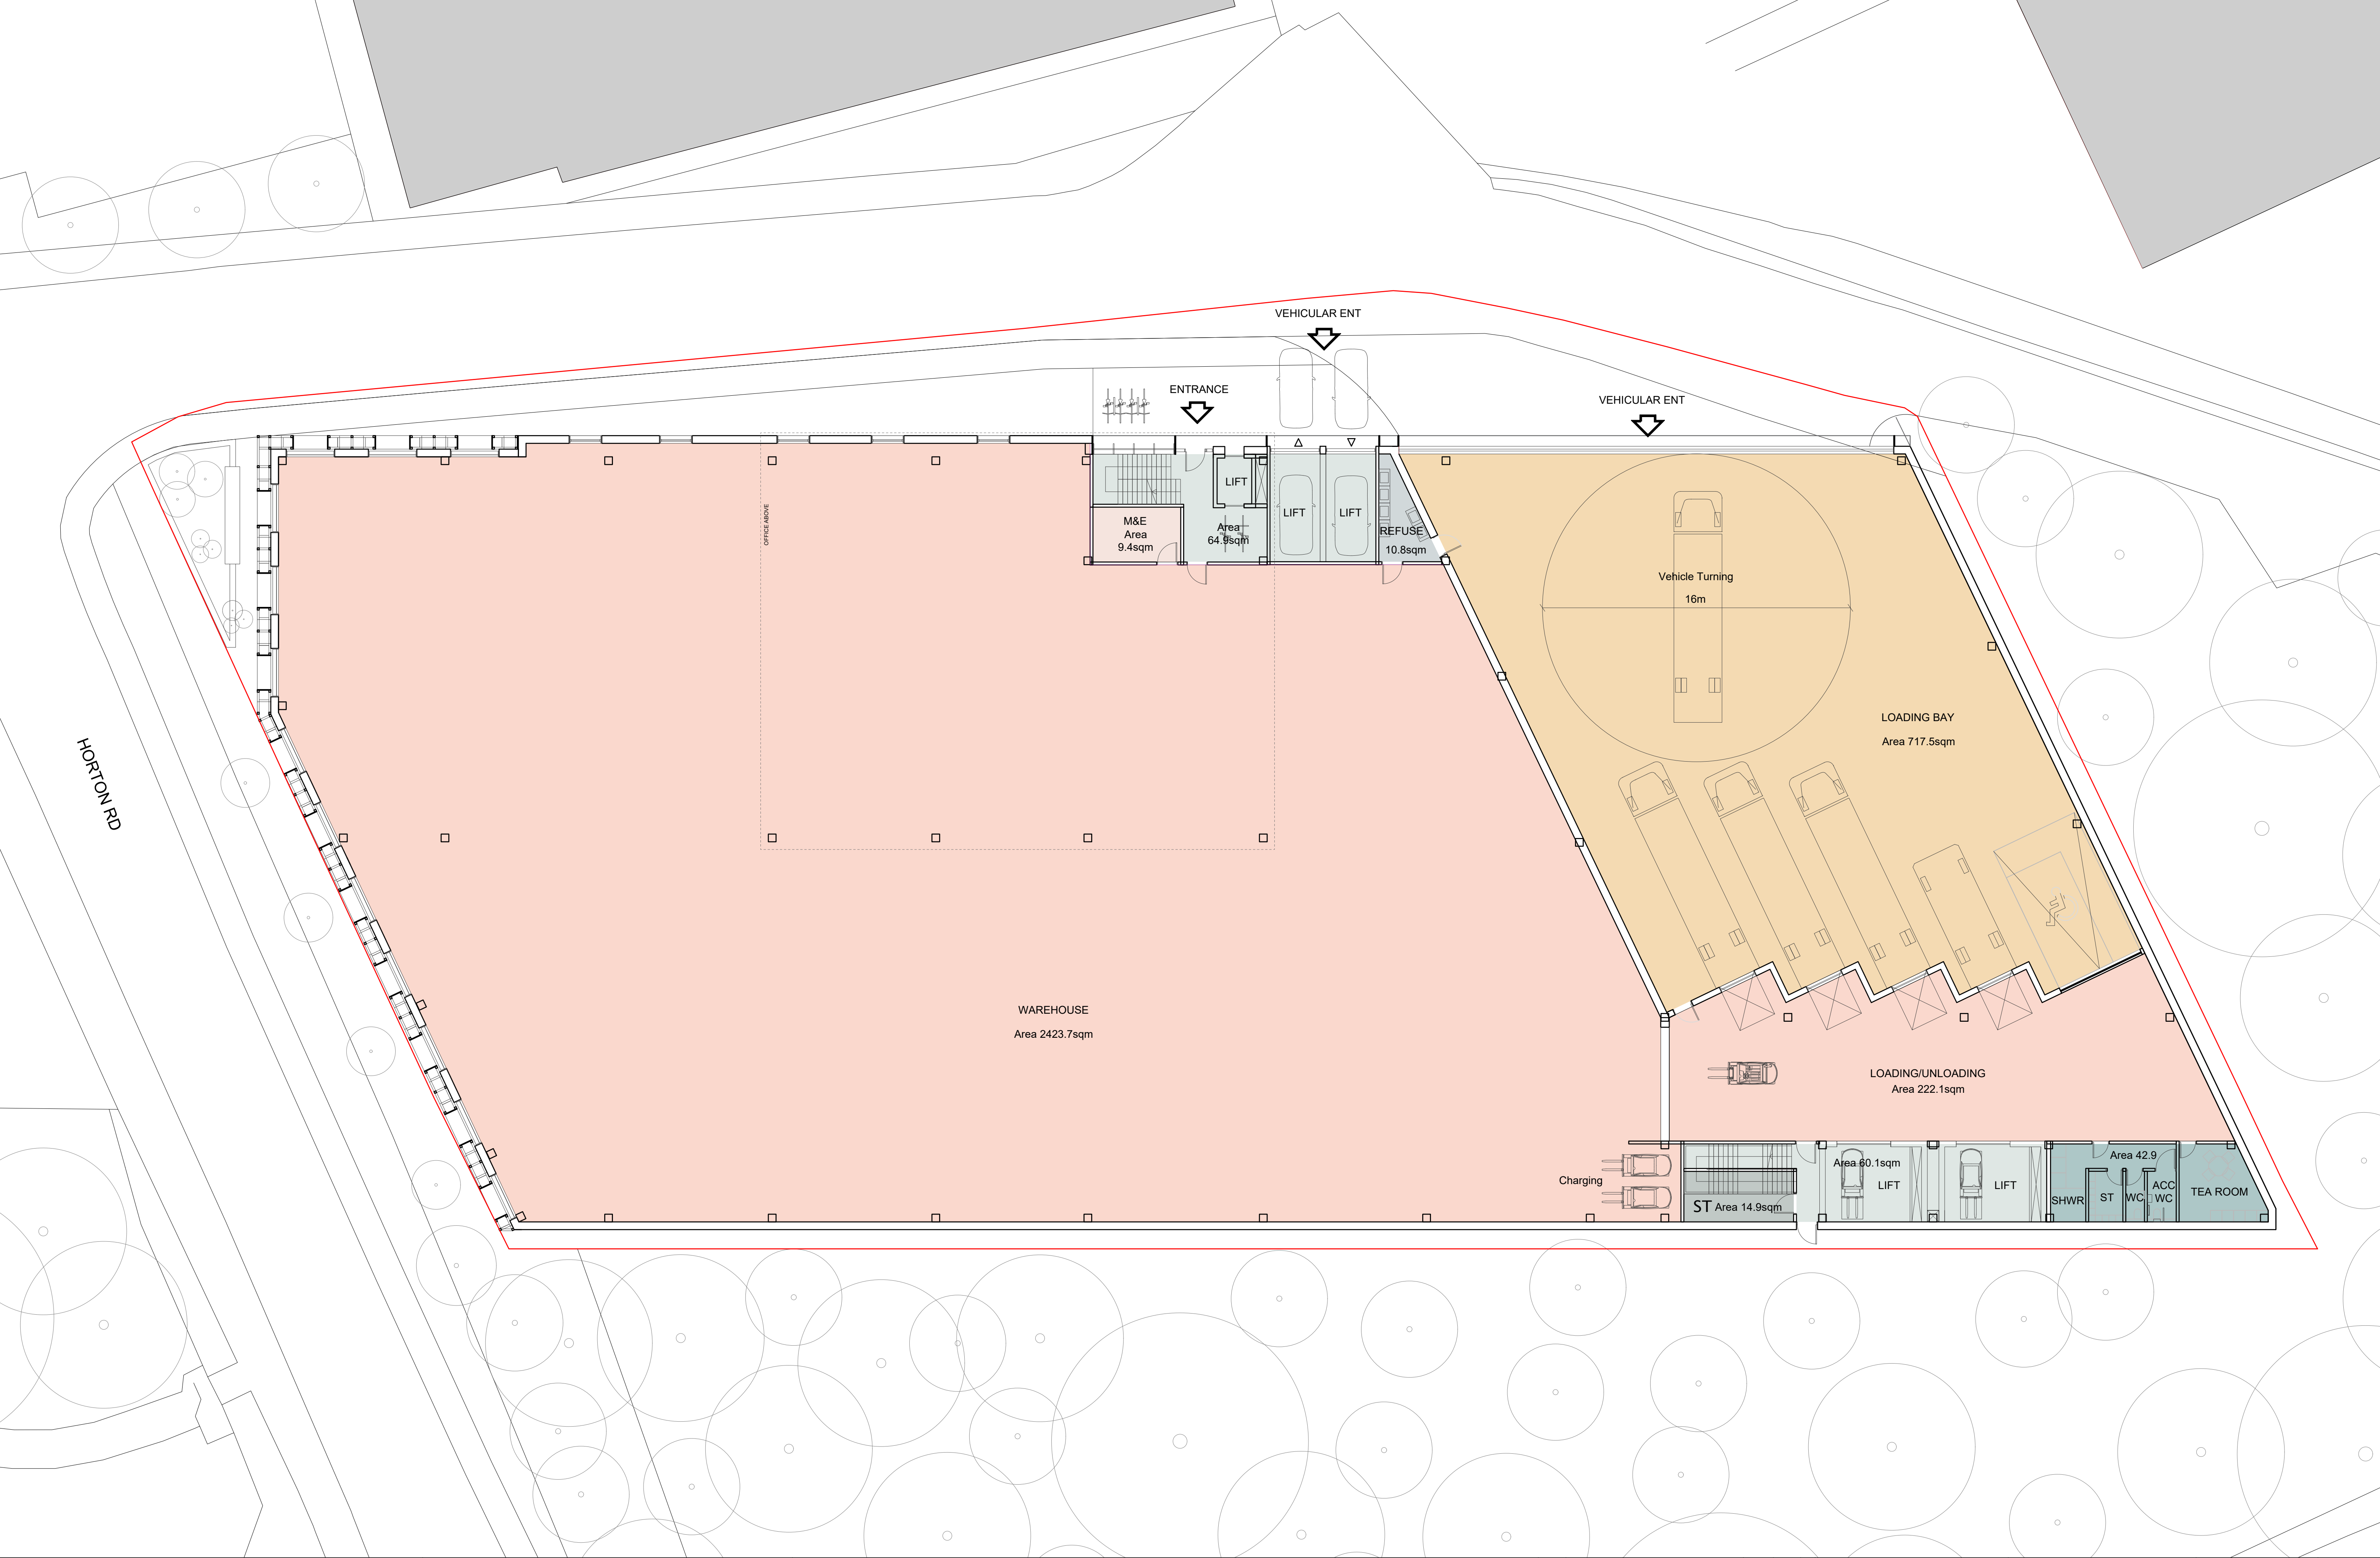 VEHICULAR ENT
ENTRANCE
VEHICULAR ENT
LIFT
OFFICE ABOVE
M&E
Area
9.4sqm
Area
64.9sqm
LIFT
LIFT
REFUSE
10.8sqm
Vehicle Turning
16m
LOADING BAY
Area 717.5sqm
HORTON RD
WAREHOUSE
Area 2423.7sqm
LOADING/UNLOADING
Area 222.1sqm
Charging
ST Area 14.9sqm
Area 60.1sqm
LIFT
LIFT
Area 42.9
SHWR
ST
WC
ACC
WC
TEA ROOM